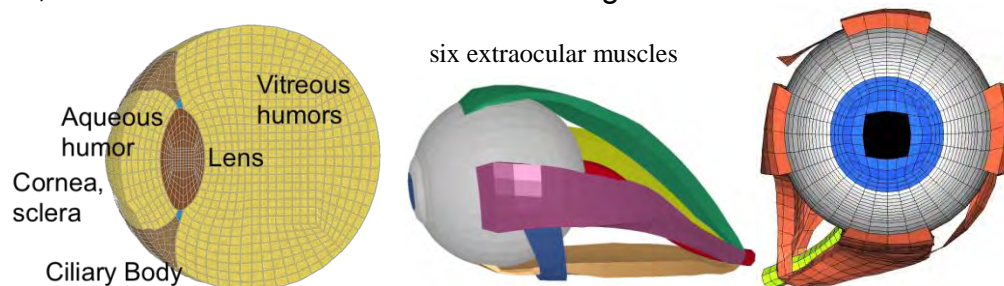 six extraocular muscles
Vitreous
humors
Aqueous
humor
Lens
Cornea,
sclera
Ciliary Body